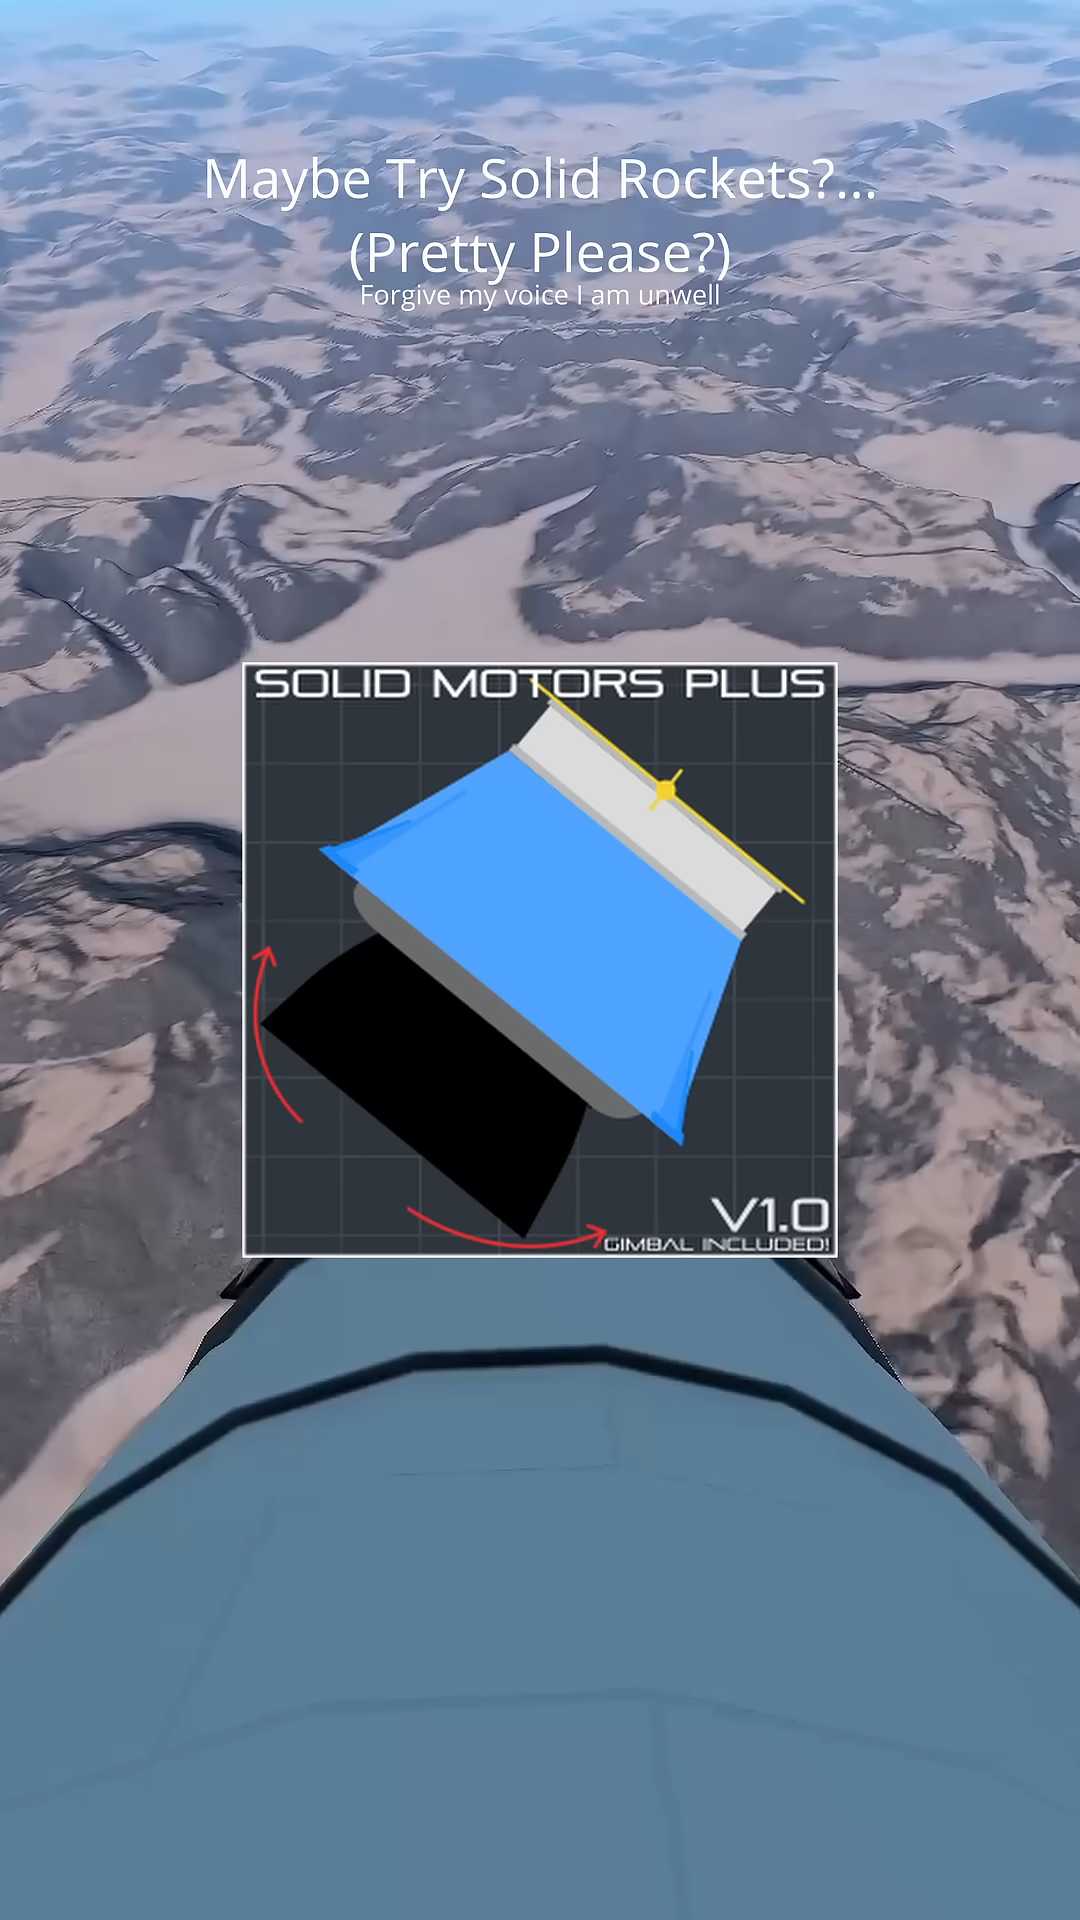 Maybe Try Solid Rockets?...
(Pretty Please?)
Forgive my voice I am unwell
SOLID MOTORS PLUS
V1.0
GIMBAL INCLUDED!